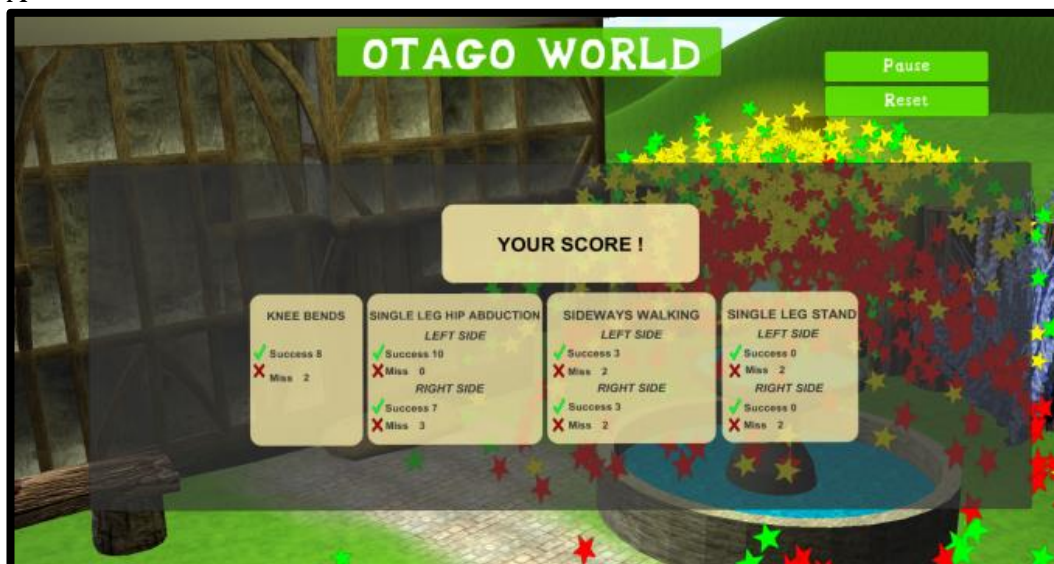 OTAGO WORLD
Pause
Reset
YOUR SCORE !
KNEE BENDS
Success 8
Miss 2
SINGLE LEG HIP ABDUCTION
LEFT SIDE
Success 10
Miss 0
RIGHT SIDE
Success 7
Miss 3
SIDEWAYS WALKING
LEFT SIDE
Success 3
Miss 2
RIGHT SIDE
Success 3
Miss 2
SINGLE LEG STAND
LEFT SIDE
Success 0
Miss 2
RIGHT SIDE
Success 0
Miss 2